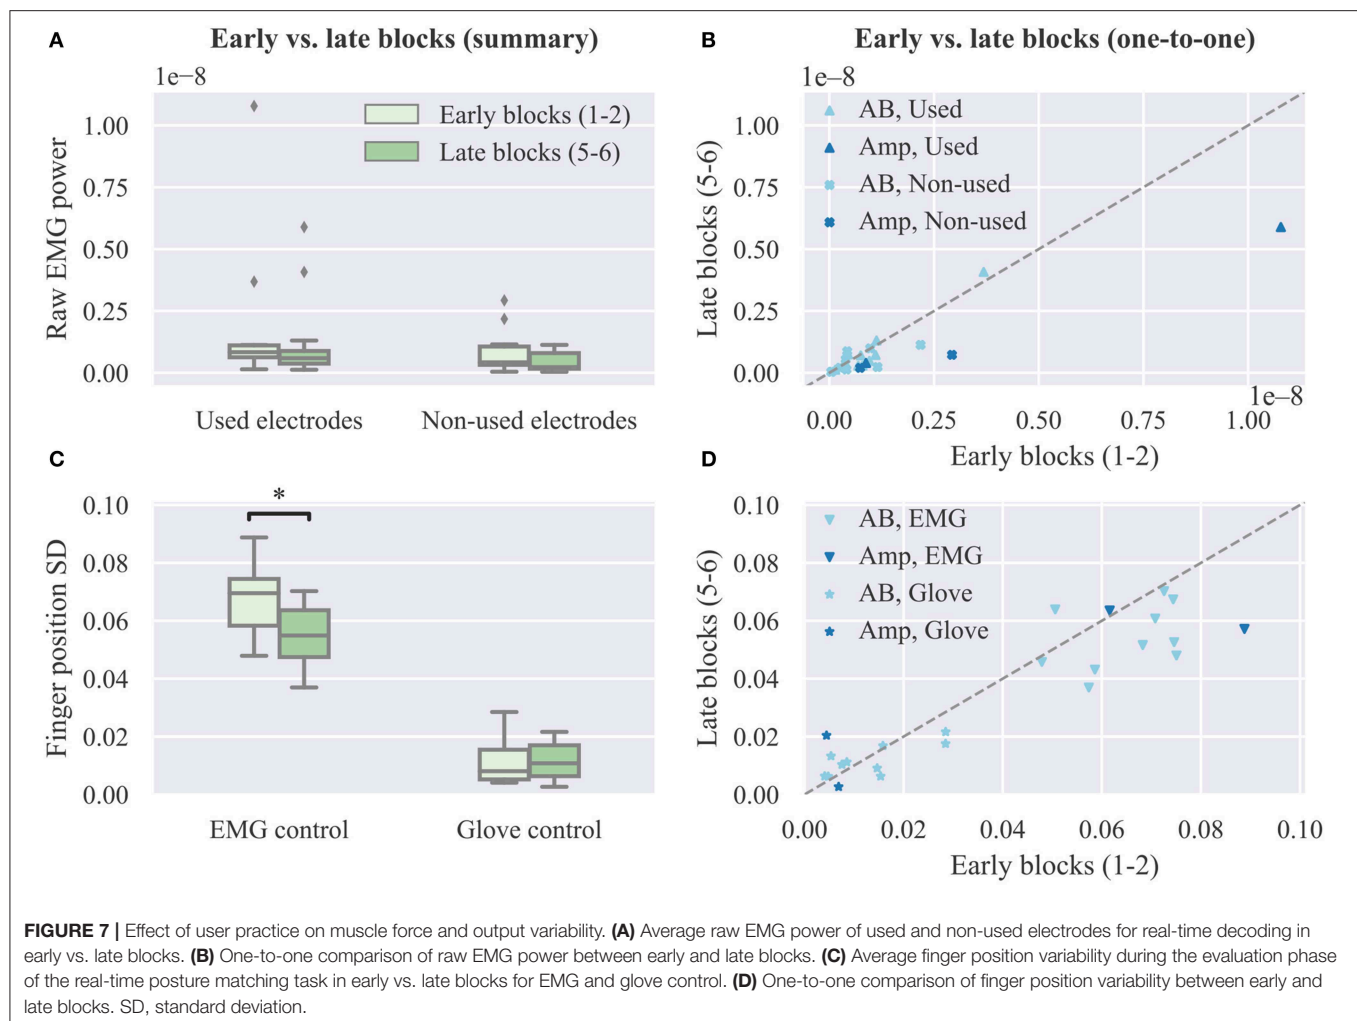 A
Early vs. late blocks (summary)
1e−8
Raw EMG power
1.00
0.75
0.50
0.25
0.00
Early blocks (1-2)
Late blocks (5-6)
Used electrodes
Non-used electrodes
B
Early vs. late blocks (one-to-one)
1e−8
Late blocks (5-6)
1.00
0.75
0.50
0.25
0.00
AB, Used
Amp, Used
AB, Non-used
Amp, Non-used
1e−8
0.00 0.25 0.50 0.75 1.00
Early blocks (1-2)
C
Finger position SD
0.10
0.08
0.06
0.04
0.02
0.00
*
EMG control
Glove control
D
Late blocks (5-6)
0.10
0.08
0.06
0.04
0.02
0.00
AB, EMG
Amp, EMG
AB, Glove
Amp, Glove
0.00 0.02 0.04 0.06 0.08 0.10
Early blocks (1-2)
FIGURE 7 | Effect of user practice on muscle force and output variability. (A) Average raw EMG power of used and non-used electrodes for real-time decoding in
early vs. late blocks. (B) One-to-one comparison of raw EMG power between early and late blocks. (C) Average finger position variability during the evaluation phase
of the real-time posture matching task in early vs. late blocks for EMG and glove control. (D) One-to-one comparison of finger position variability between early and
late blocks. SD, standard deviation.